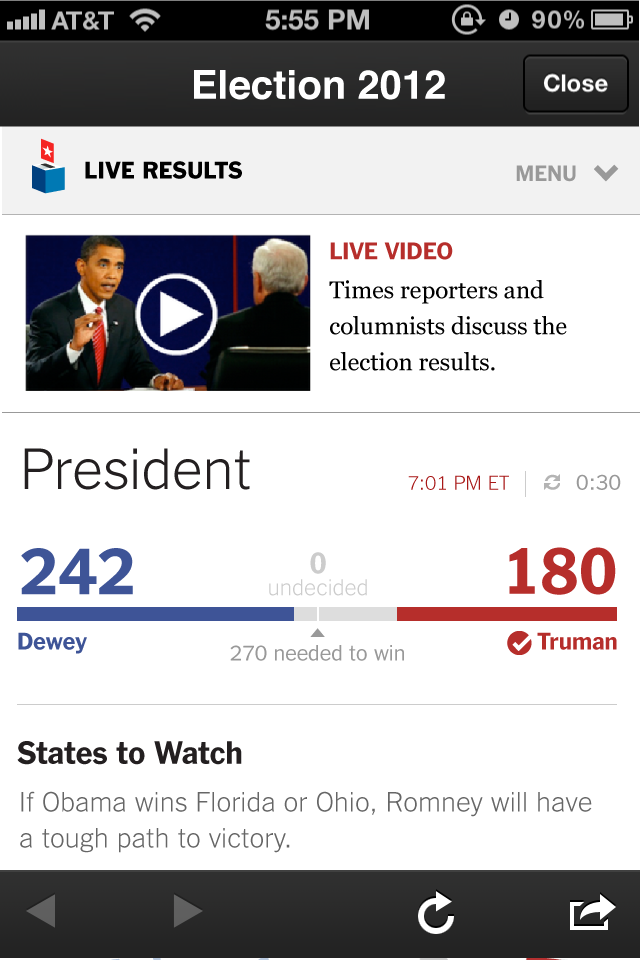 AT&T 5:55 PM 90%
Election 2012 Close
LIVE RESULTS MENU
LIVE VIDEO
Times reporters and
columnists discuss the
election results.
President 7:01 PM ET 0:30
242 0 180
undecided
Dewey Truman
270 needed to win
States to Watch
If Obama wins Florida or Ohio, Romney will have
a tough path to victory.